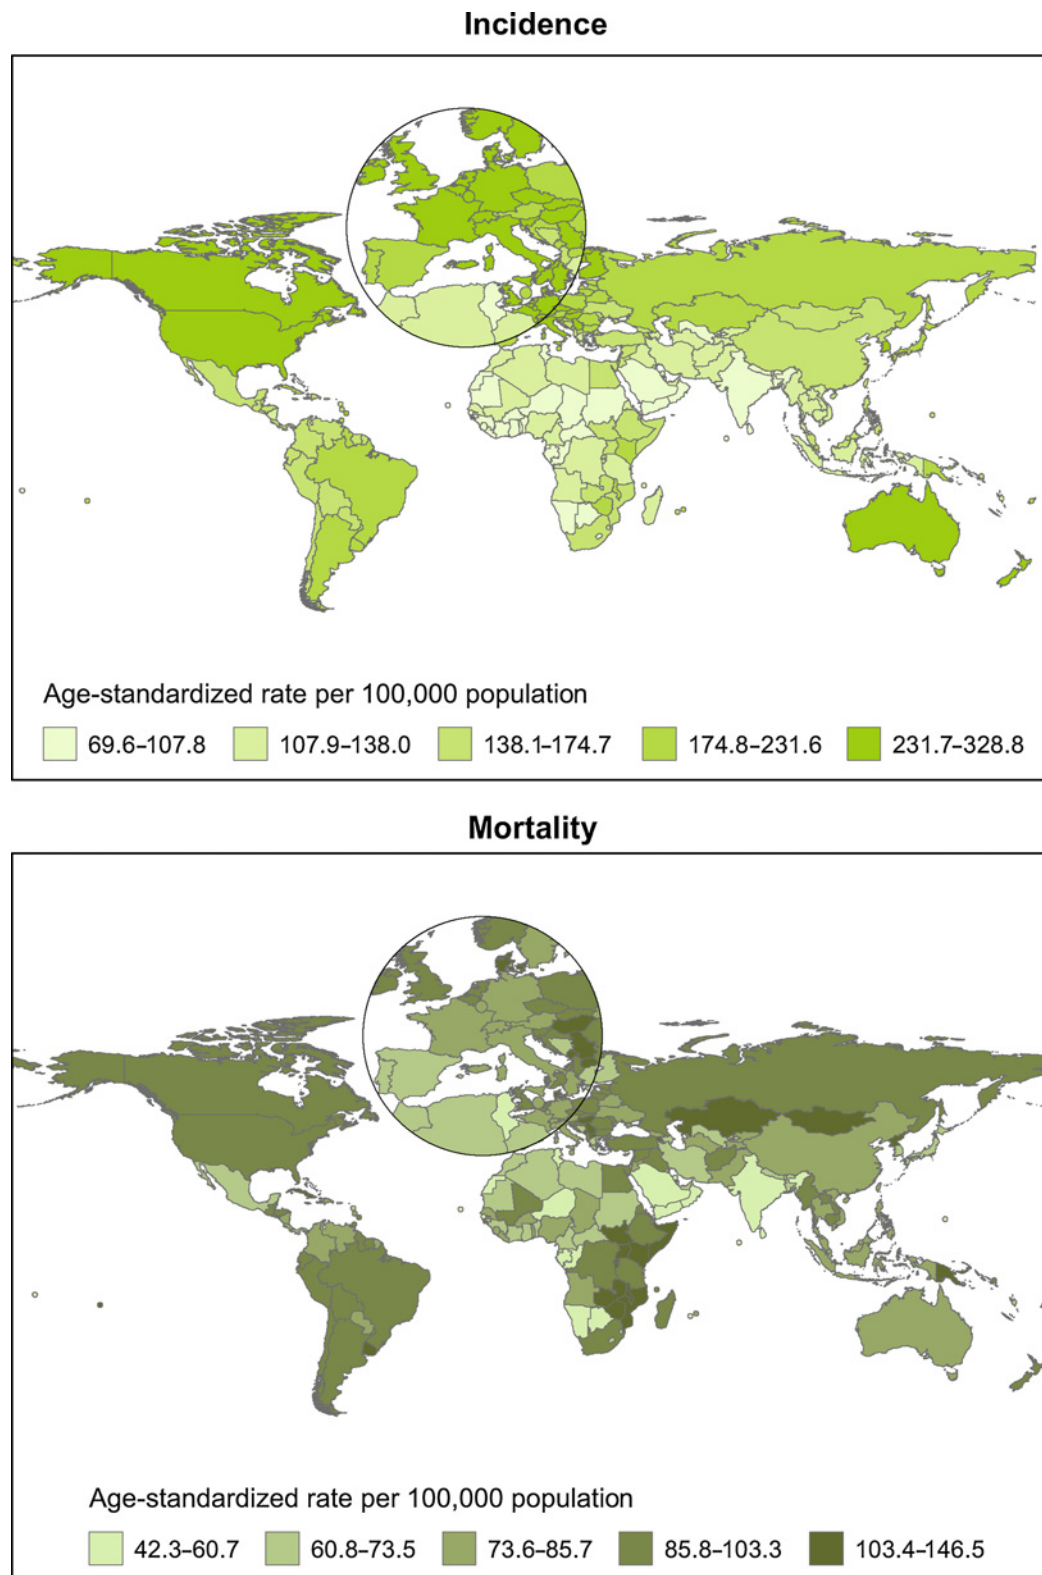 Incidence
Age-standardized rate per 100,000 population
69.6–107.8 107.9–138.0 138.1–174.7 174.8–231.6 231.7–328.8
Mortality
Age-standardized rate per 100,000 population
42.3–60.7 60.8–73.5 73.6–85.7 85.8–103.3 103.4–146.5